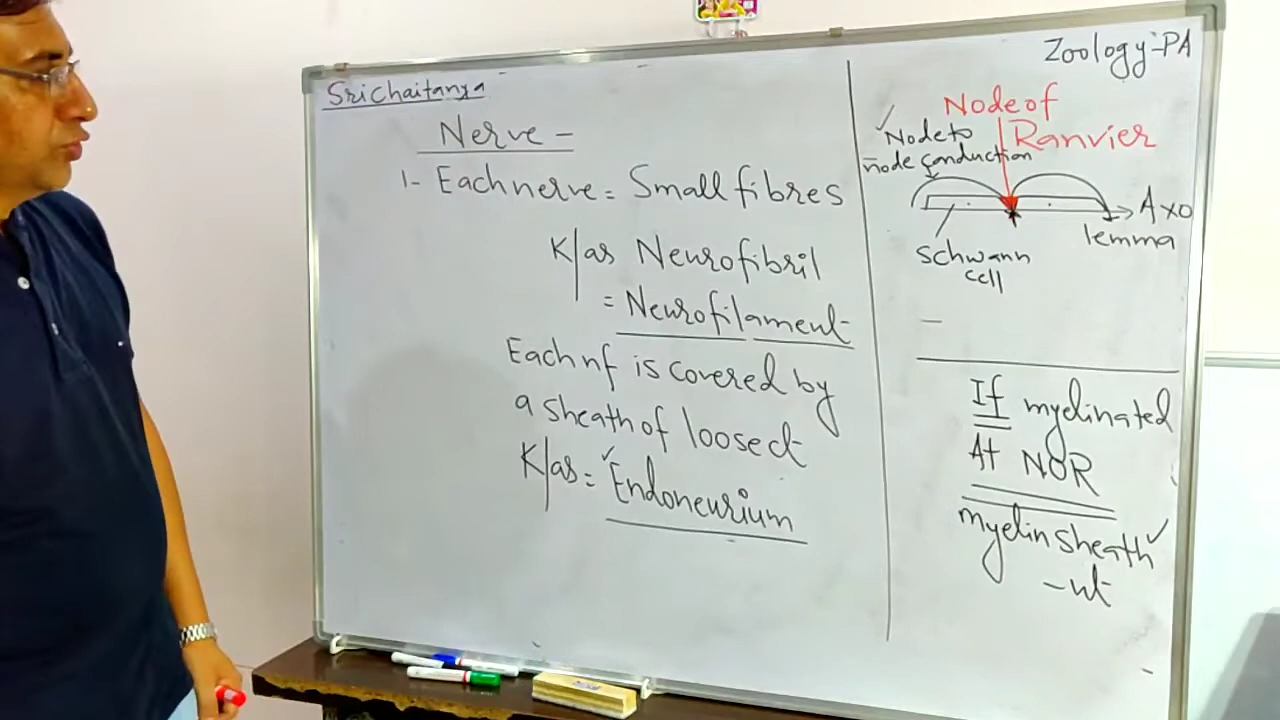 Srichaitanya
Nerve -
1- Each nerve = Small fibres
K/as Neurofibril
= Neurofilament
Each nf is covered by
a sheath of loose ct
K/as = ✓Endoneurium
Zoology-PA
Node of
Ranvier
✓Node to
node conduction
Axo
lemma
Schwann
cell
If myelinated
At NOR
myelin sheath ✓